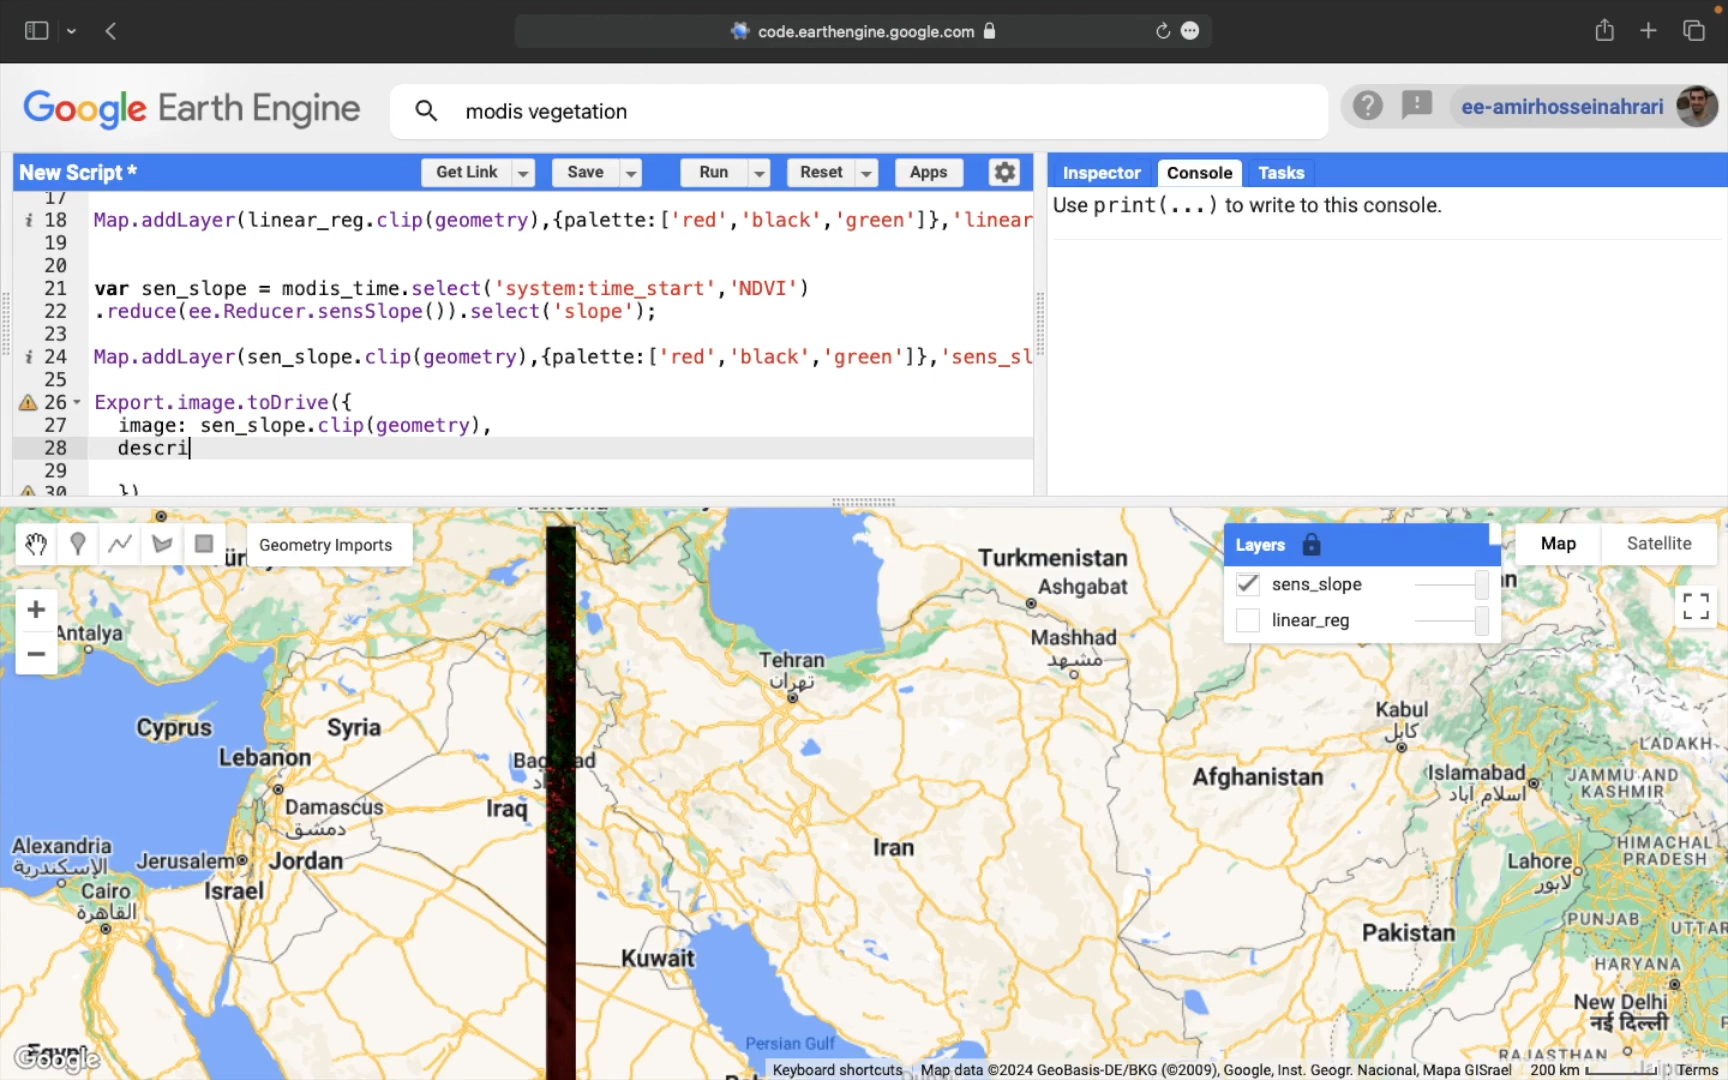 code.earthengine.google.com
Google Earth Engine
modis vegetation
ee-amirhosseinahrari
New Script *
Get Link
Save
Run
Reset
Apps
Inspector
Console
Tasks
Use print(...) to write to this console.
17
i 18 Map.addLayer(linear_reg.clip(geometry),{palette:['red','black','green']},'linear
19
20
21 var sen_slope = modis_time.select('system:time_start','NDVI')
22 .reduce(ee.Reducer.sensSlope()).select('slope');
23
i 24 Map.addLayer(sen_slope.clip(geometry),{palette:['red','black','green']},'sens_sl
25
26 Export.image.toDrive({
27 image: sen_slope.clip(geometry),
28 descri
29
30 })
Geometry Imports
Layers
sens_slope
linear_reg
Map
Satellite
Turkmenistan
Ashgabat
Antalya
Mashhad
مشهد
Tehran
تهران
Cyprus
Syria
Lebanon
Kabul
کابل
LADAKH
Islamabad
اسلام آباد
JAMMU AND
KASHMIR
Afghanistan
Damascus
دمشق
Iraq
Iran
Alexandria
الإسكندرية
Jerusalem
Jordan
Israel
Cairo
القاهرة
HIMACHAL
PRADESH
Lahore
لاہور
PUNJAB
UTTAR
Pakistan
Kuwait
HARYANA
New Delhi
नई दिल्ली
Persian Gulf
RAJASTHAN
Egypt
Google
Keyboard shortcuts
Map data ©2024 GeoBasis-DE/BKG (©2009), Google, Inst. Geogr. Nacional, Mapa GISrael
200 km
Terms